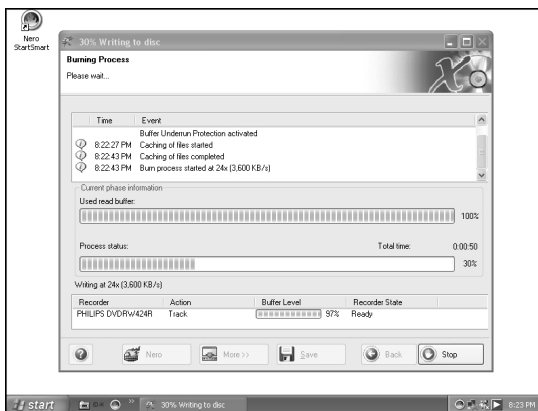 Nero
StartSmart
30% Writing to disc
Burning Process
Please wait...
Time Event
Buffer Underrun Protection activated
8:22:27 PM Caching of files started
8:22:43 PM Caching of files completed
8:22:43 PM Burn process started at 24x (3,600 KB/s)
Current phase information
Used read buffer:
100%
Process status: Total time: 0:00:50
30%
Writing at 24x (3,600 KB/s)
Recorder Action Buffer Level Recorder State
PHILIPS DVDRW424R Track 97% Ready
Nero More >> Save Back Stop
start 30% Writing to disc 8:23 PM